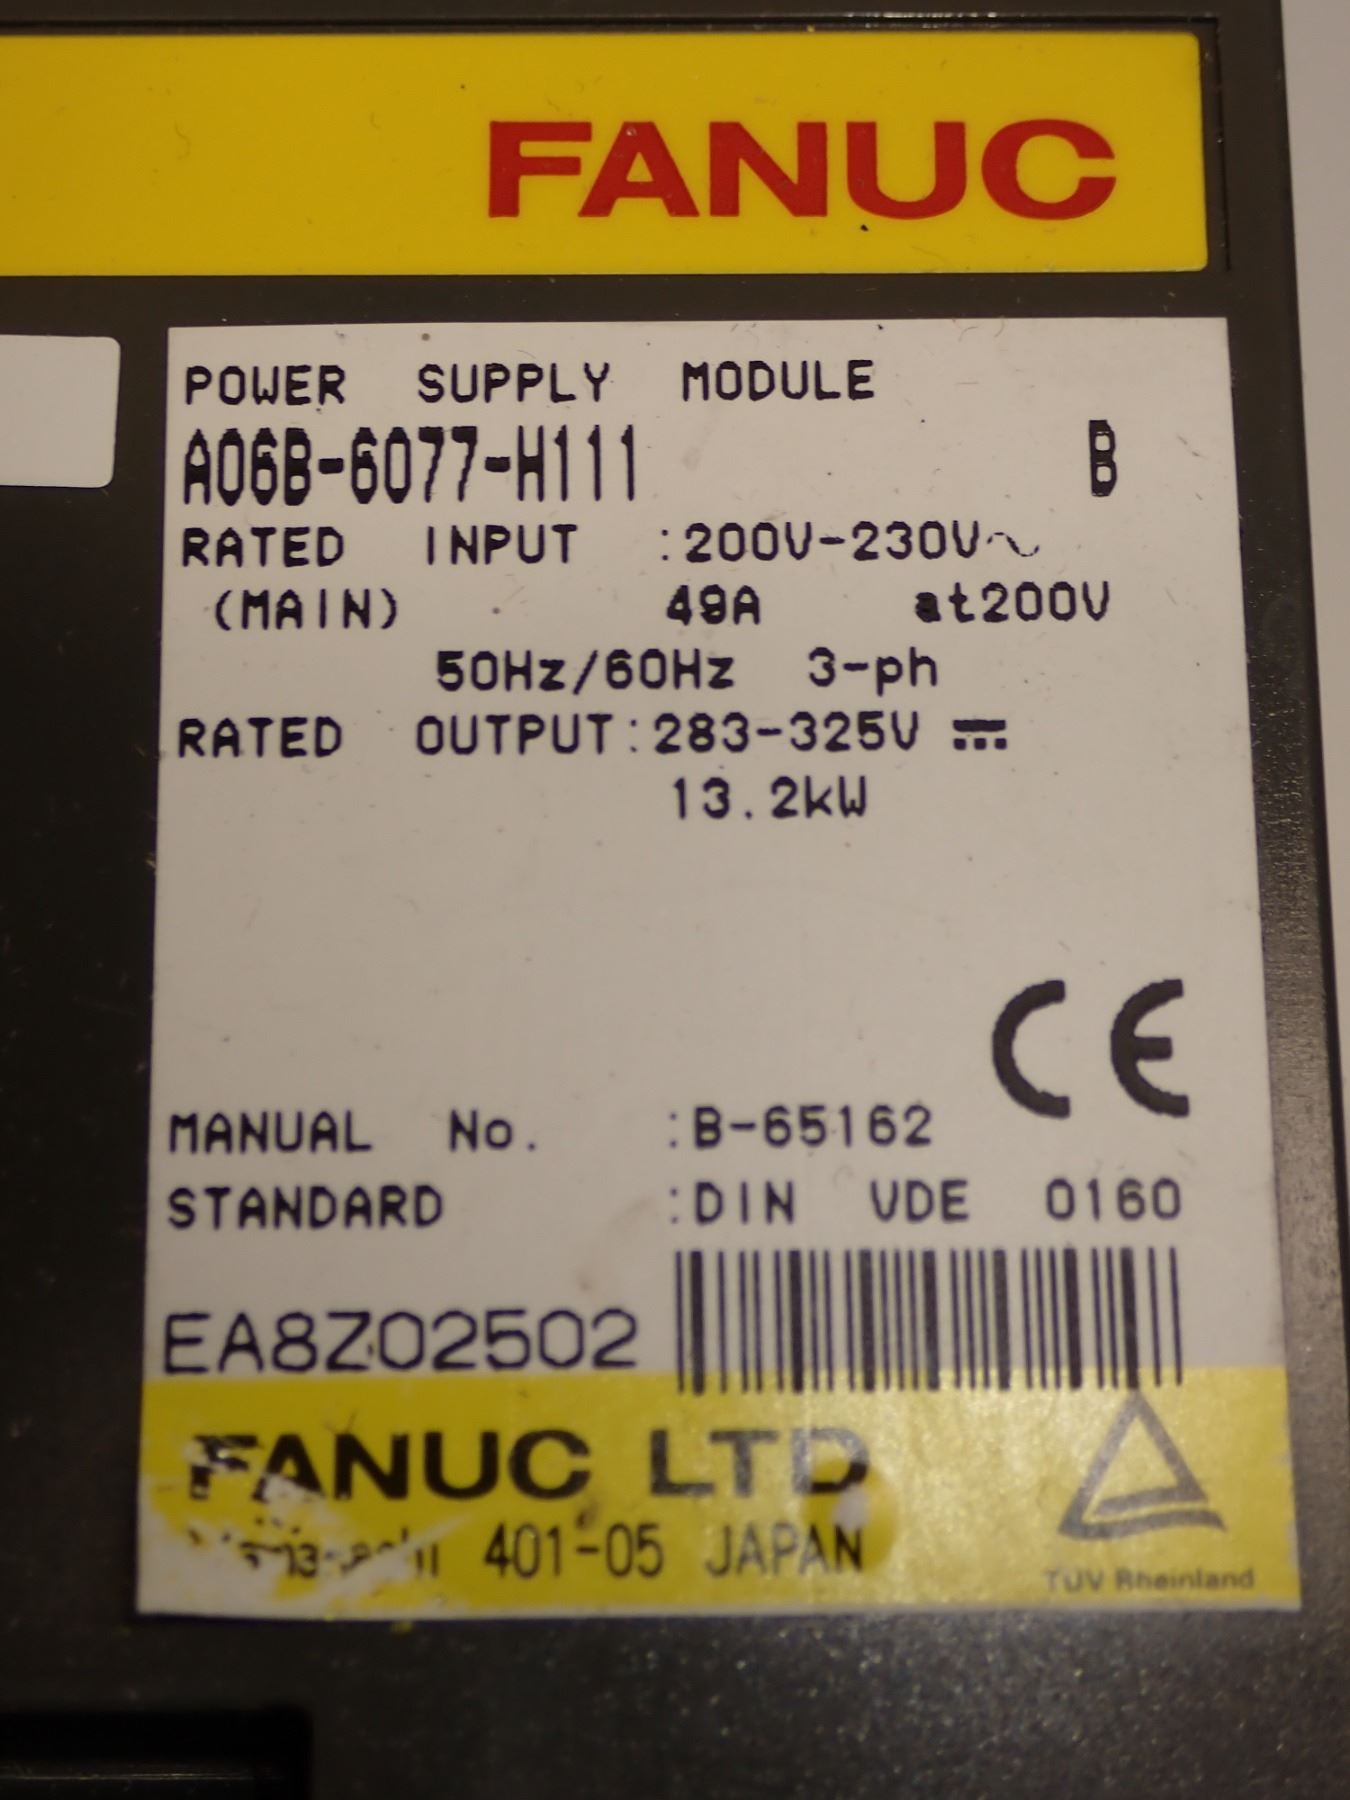 FANUC
POWER SUPPLY MODULE
A06B-6077-H111 B
RATED INPUT :200V-230V~
(MAIN) 49A at200V
50Hz/60Hz 3-ph
RATED OUTPUT:283-325V ⎓
13.2kW
CE
MANUAL No. :B-65162
STANDARD :DIN VDE 0160
EA8Z02502
FANUC LTD
401-05 JAPAN
TÜV Rheinland